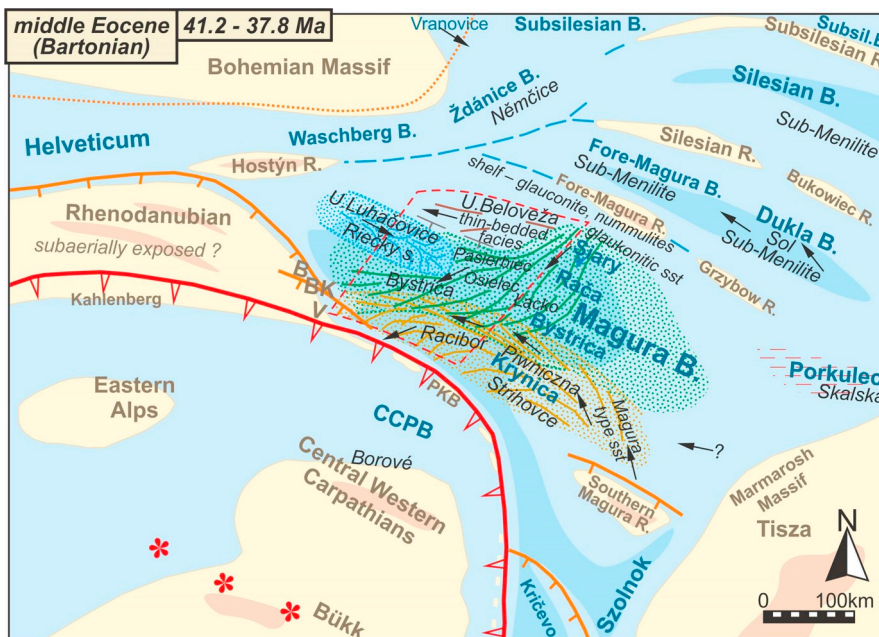 middle Eocene
(Bartonian)
41.2 - 37.8 Ma
Vranovice
Subsilesian B.
Subsil.B
Subsilesian R.
Bohemian Massif
Ždánice B.
Němčice
Silesian B.
Sub-Menilite
Helveticum
Waschberg B.
Hostýn R.
Silesian R.
Fore-Magura B.
Sub-Menilite
shelf – glauconite, nummulites
Fore-Magura R.
Bukowiec R.
Rhenodanubian
subaerially exposed ?
U.Luhačovice
Riečky s.
U.Beloveža
thin-bedded
facies
glaukonitic sst
Dukla B.
Sol
Sub-Menilite
Grzybow R.
Siary
Rača
Bystrica
Magura B.
Pasierbiec
Osielec
Łącko
Bystrica
B
BK
V
Kahlenberg
Racibor
Piwniczna
Krynica
Strihovce
Magura
type sst
Porkulec
Skalska
Eastern
Alps
PKB
CCPB
Borové
Central Western
Carpathians
?
Southern
Magura R.
Marmarosh
Massif
Tisza
N
Szolnok
Kričevo
Bükk
0 100km